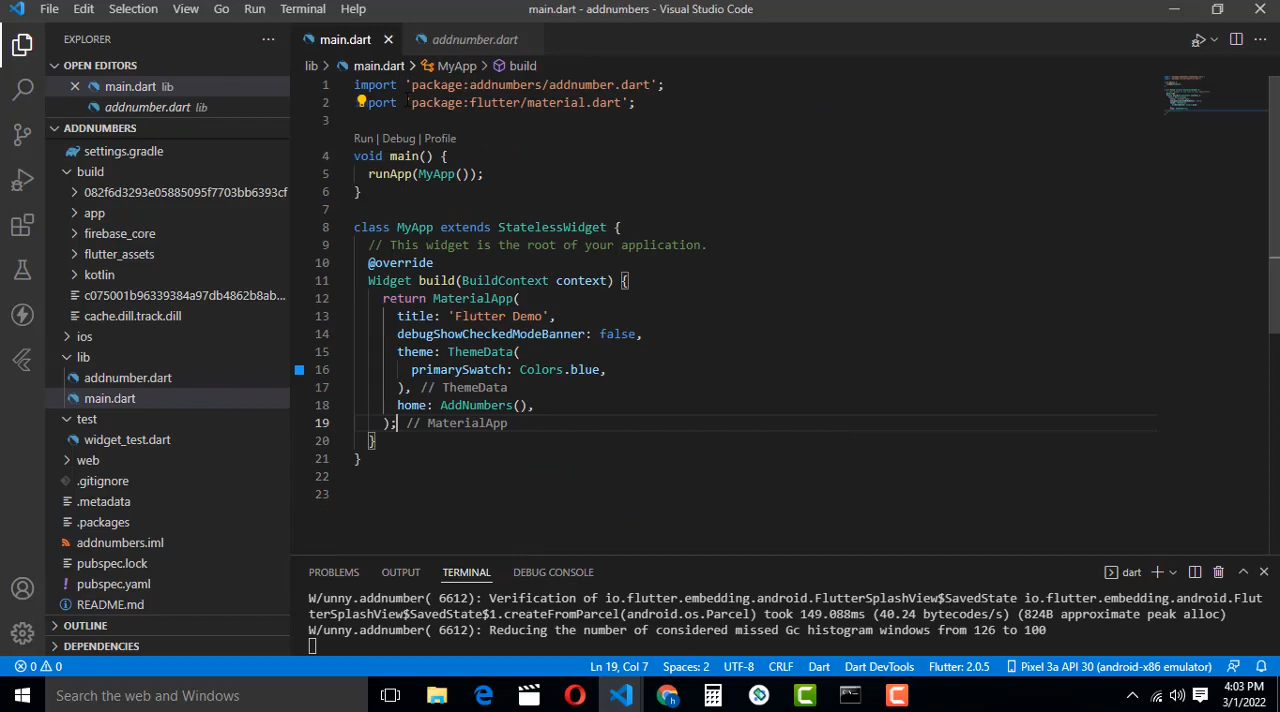 File Edit Selection View Go Run Terminal Help main.dart - addnumbers - Visual Studio Code
EXPLORER
OPEN EDITORS
main.dart lib
addnumber.dart lib
ADDNUMBERS
settings.gradle
build
082f6d3293e05885095f7703bb6393cf
app
firebase_core
flutter_assets
kotlin
c075001b96339384a97db4862b8ab...
cache.dill.track.dill
ios
lib
addnumber.dart
main.dart
test
widget_test.dart
web
.gitignore
.metadata
.packages
addnumbers.iml
pubspec.lock
pubspec.yaml
README.md
OUTLINE
DEPENDENCIES
main.dart addnumber.dart
lib > main.dart > MyApp > build
1 import 'package:addnumbers/addnumber.dart';
2 port 'package:flutter/material.dart';
3
Run | Debug | Profile
4 void main() {
5 runApp(MyApp());
6 }
7
8 class MyApp extends StatelessWidget {
9 // This widget is the root of your application.
10 @override
11 Widget build(BuildContext context) {
12 return MaterialApp(
13 title: 'Flutter Demo',
14 debugShowCheckedModeBanner: false,
15 theme: ThemeData(
16 primarySwatch: Colors.blue,
17 ), // ThemeData
18 home: AddNumbers(),
19 ); // MaterialApp
20 }
21 }
22
23
PROBLEMS OUTPUT TERMINAL DEBUG CONSOLE dart
W/unny.addnumber( 6612): Verification of io.flutter.embedding.android.FlutterSplashView$SavedState io.flutter.embedding.android.Flut
terSplashView$SavedState$1.createFromParcel(android.os.Parcel) took 149.088ms (40.24 bytecodes/s) (824B approximate peak alloc)
W/unny.addnumber( 6612): Reducing the number of considered missed Gc histogram windows from 126 to 100
0 0 Ln 19, Col 7 Spaces: 2 UTF-8 CRLF Dart Dart DevTools Flutter: 2.0.5 Pixel 3a API 30 (android-x86 emulator)
Search the web and Windows
4:03 PM
3/1/2022